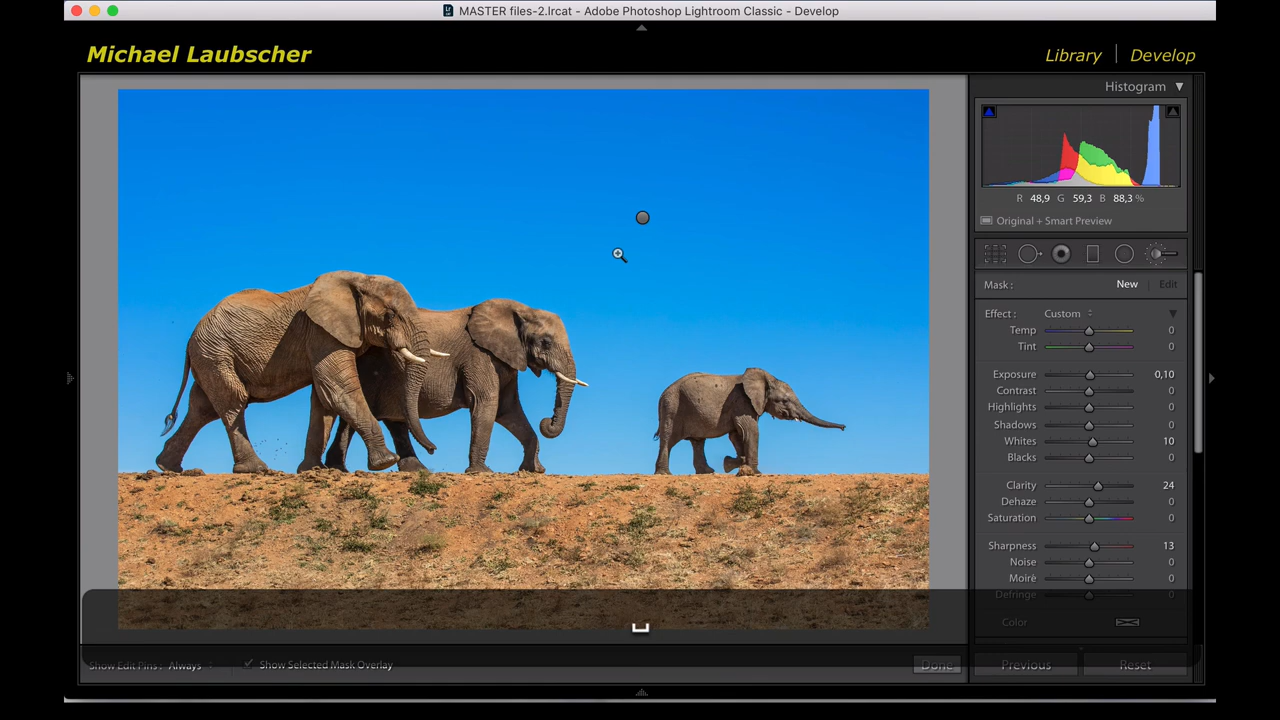 MASTER files-2.lrcat - Adobe Photoshop Lightroom Classic - Develop
Michael Laubscher
Library | Develop
Histogram
R 48,9 G 59,3 B 88,3 %
Original + Smart Preview
Mask : New Edit
Effect : Custom
Temp 0
Tint 0
Exposure 0,10
Contrast 0
Highlights 0
Shadows 0
Whites 10
Blacks 0
Clarity 24
Dehaze 0
Saturation 0
Sharpness 13
Noise 0
Moiré 0
Defringe 0
Color
Show Edit Pins : Always Show Selected Mask Overlay Done Previous Reset